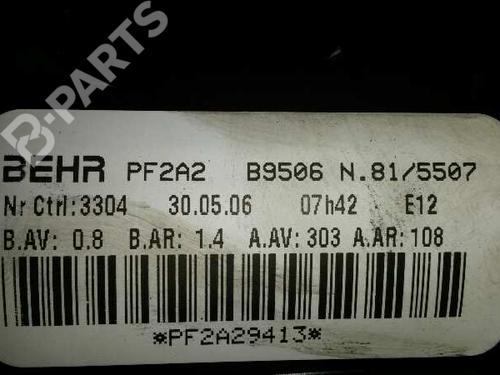 B-PARTS
BEHR PF2A2 B9506 N.81/5507
Nr Ctrl:3304 30.05.06 07h42 - E12
B.AV: 0.8 B.AR: 1.4 A.AV: 303 A.AR: 108
*PF2A29413*